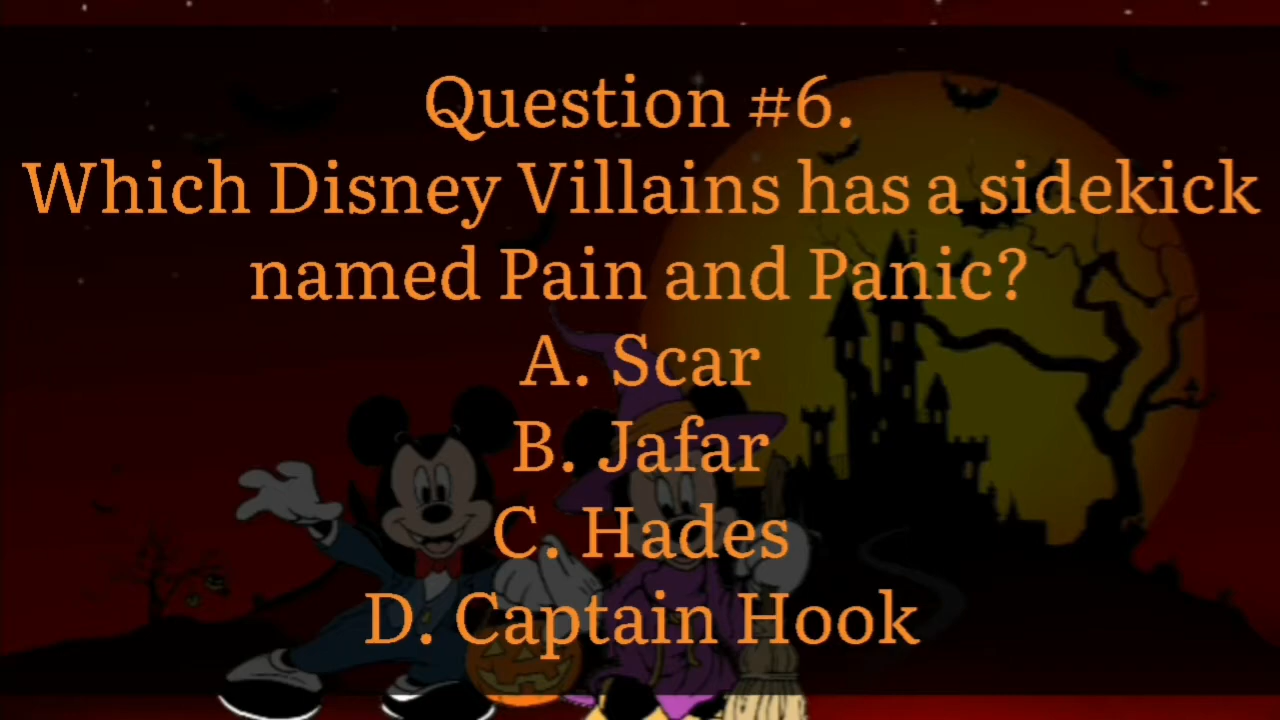 Question #6.
Which Disney Villains has a sidekick
named Pain and Panic?
A. Scar
B. Jafar
C. Hades
D. Captain Hook